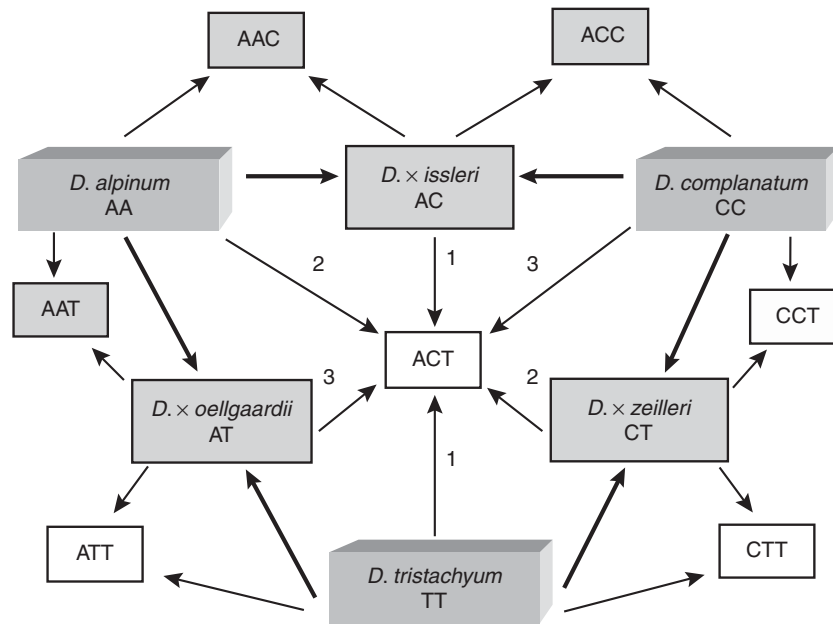 AAC
ACC
D. alpinum
AA
D. × issleri
AC
D. complanatum
CC
2
1
3
AAT
CCT
ACT
D. × oellgaardii
AT
3
2
D. × zeilleri
CT
1
ATT
D. tristachyum
TT
CTT